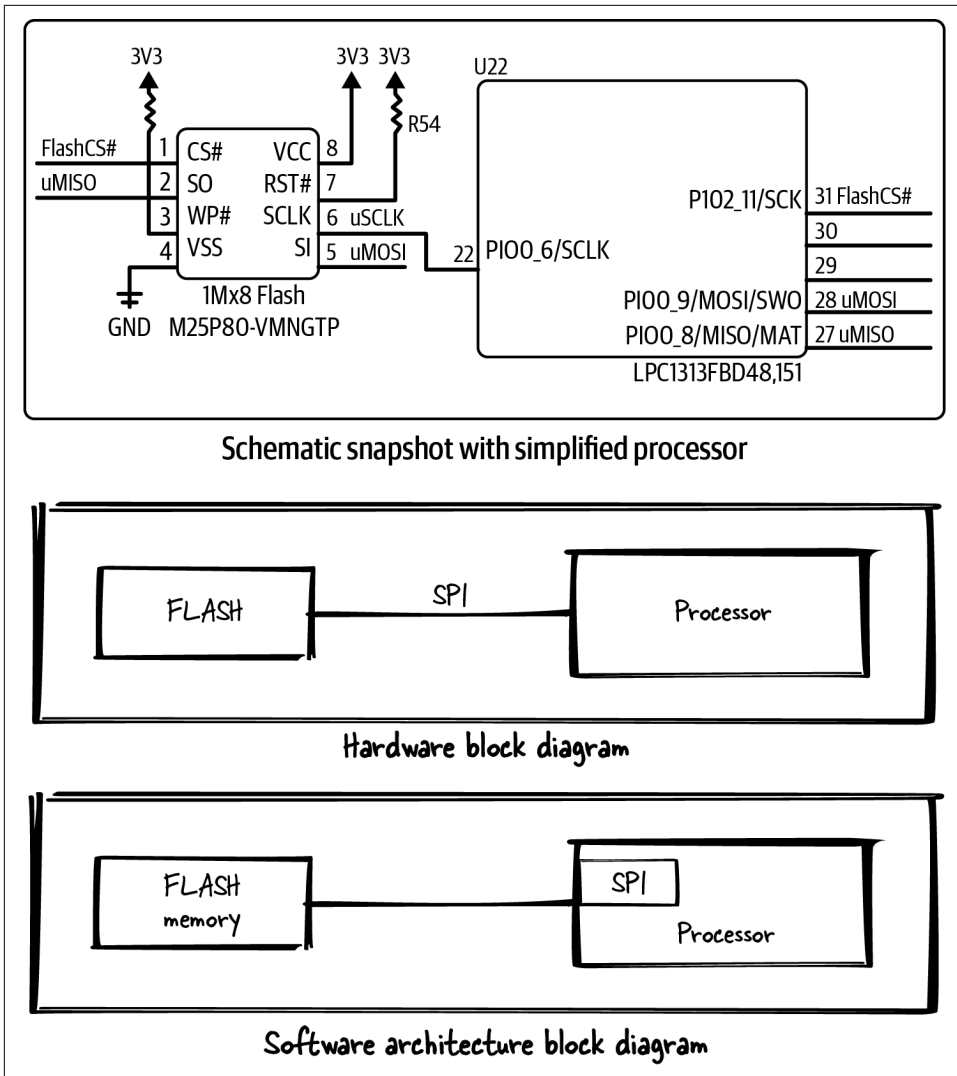 3V3
3V3
3V3
U22
R54
FlashCS#
1
CS#
VCC
8
uMISO
2
SO
RST#
7
P102_11/SCK
31 FlashCS#
3
WP#
SCLK
6
uSCLK
30
4
VSS
SI
5
uMOSI
22
PIO0_6/SCLK
29
PIO0_9/MOSI/SWO
28 uMOSI
1Mx8 Flash
PIO0_8/MISO/MAT
27 uMISO
GND
M25P80-VMNGTP
LPC1313FBD48,151
Schematic snapshot with simplified processor
FLASH
SPI
Processor
Hardware block diagram
FLASH
memory
SPI
Processor
Software architecture block diagram